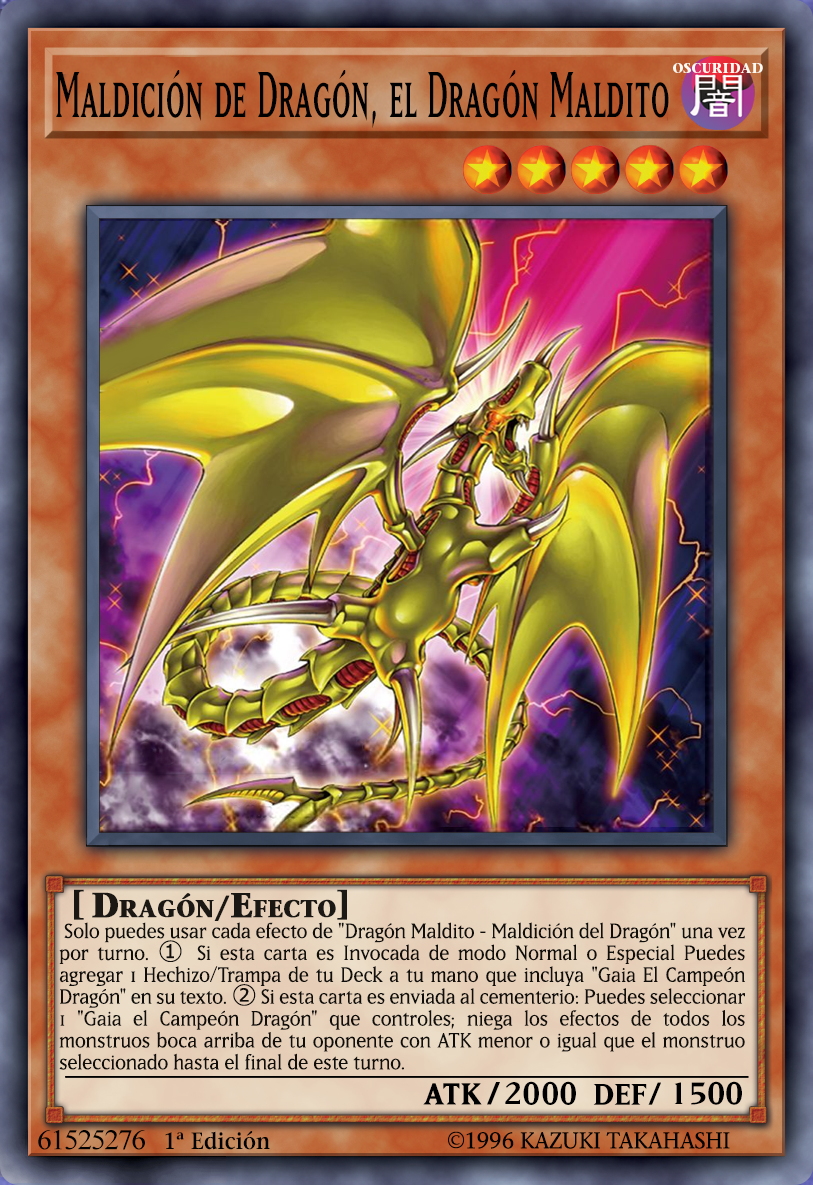 Maldición de Dragón, el Dragón Maldito
OSCURIDAD
闇
[ Dragón/Efecto]
Solo puedes usar cada efecto de "Dragón Maldito - Maldición del Dragón" una vez
por turno. ① Si esta carta es Invocada de modo Normal o Especial Puedes
agregar 1 Hechizo/Trampa de tu Deck a tu mano que incluya "Gaia El Campeón
Dragón" en su texto. ② Si esta carta es enviada al cementerio: Puedes seleccionar
1 "Gaia el Campeón Dragón" que controles; niega los efectos de todos los
monstruos boca arriba de tu oponente con ATK menor o igual que el monstruo
seleccionado hasta el final de este turno.
ATK/2000 DEF/ 1500
61525276 1ª Edición ©1996 KAZUKI TAKAHASHI